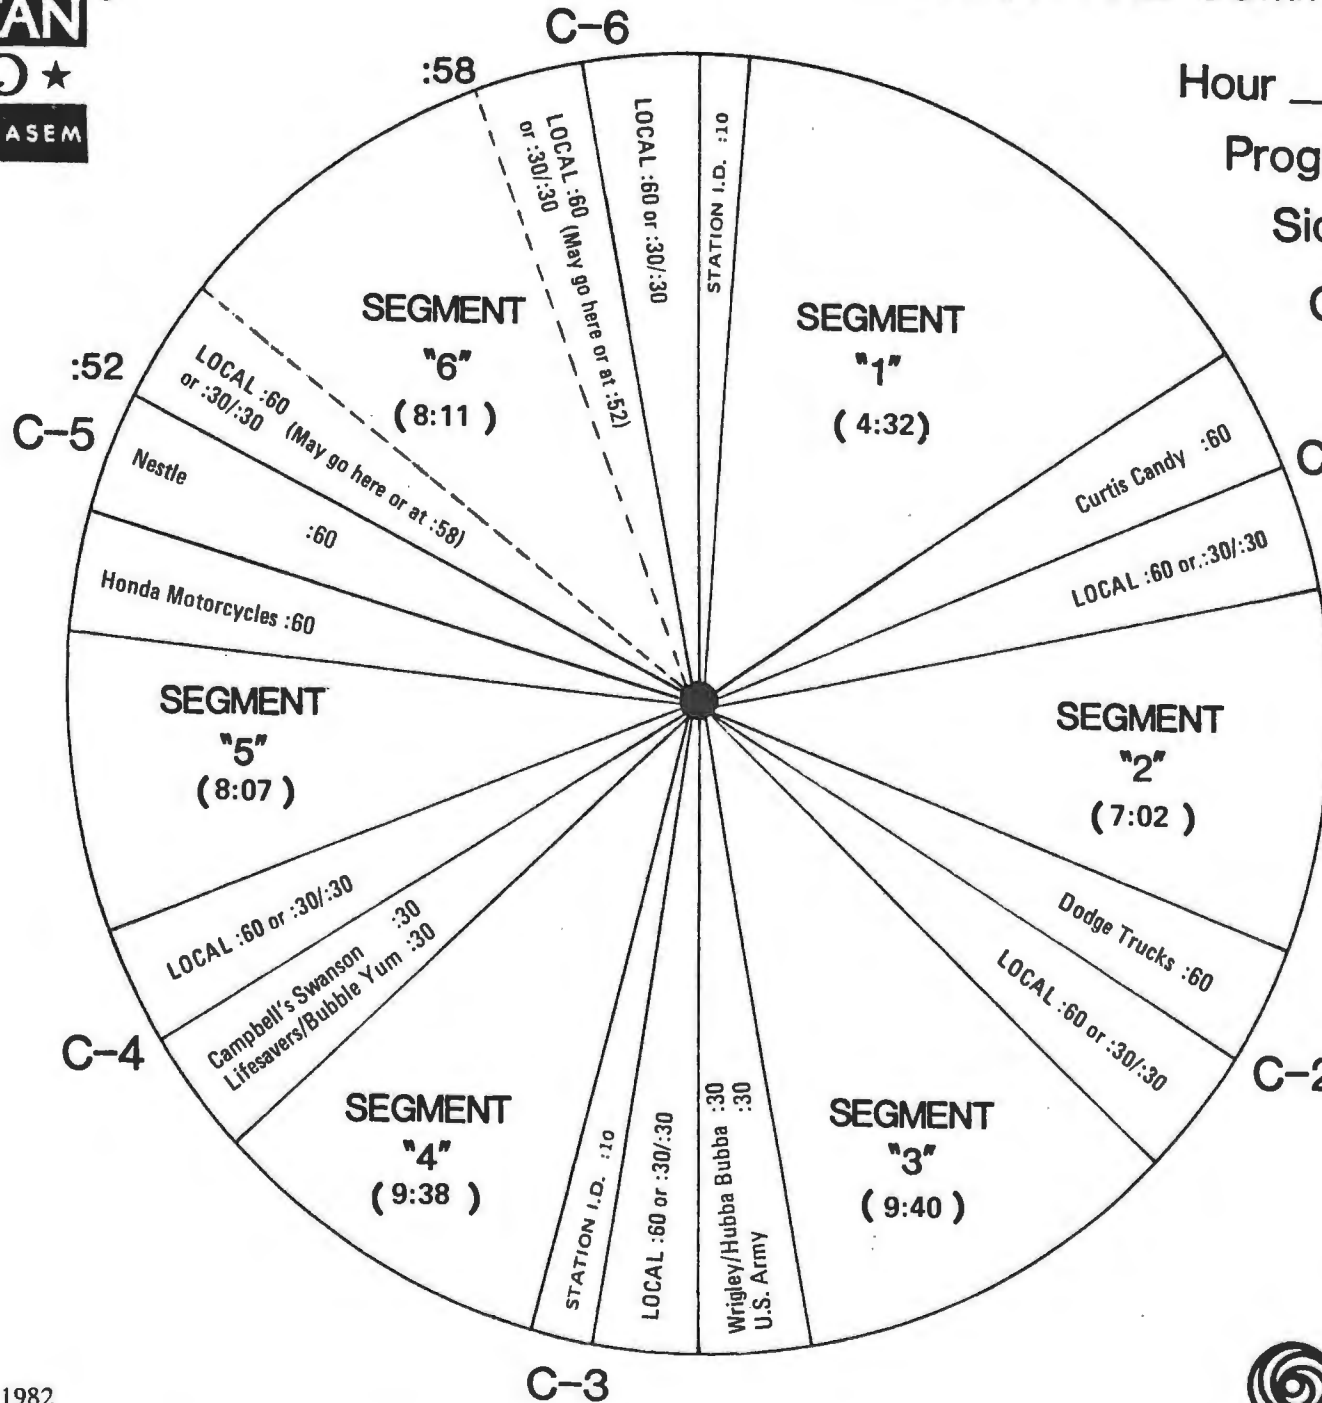 C-6
:58
Hour
LOCAL :60
or :30/:30 (May go here or at :52)
LOCAL :60 or :30/:30
STATION I.D. :10
SEGMENT
"1"
(4:32)
Curtis Candy :60
LOCAL :60 or :30/:30
SEGMENT
"2"
(7:02)
Dodge Trucks :60
LOCAL :60 or :30/:30
C-2
SEGMENT
"3"
(9:40)
Wrigley/Hubba Bubba :30
U.S. Army :30
LOCAL :60 or :30/:30
STATION I.D. :10
C-3
SEGMENT
"4"
(9:38)
Campbell's Swanson :30
Lifesavers/Bubble Yum :30
C-4
LOCAL :60 or :30/:30
SEGMENT
"5"
(8:07)
Honda Motorcycles :60
Nestle :60
C-5
:52
LOCAL :60
or :30/:30 (May go here or at :58)
SEGMENT
"6"
(8:11)
1982